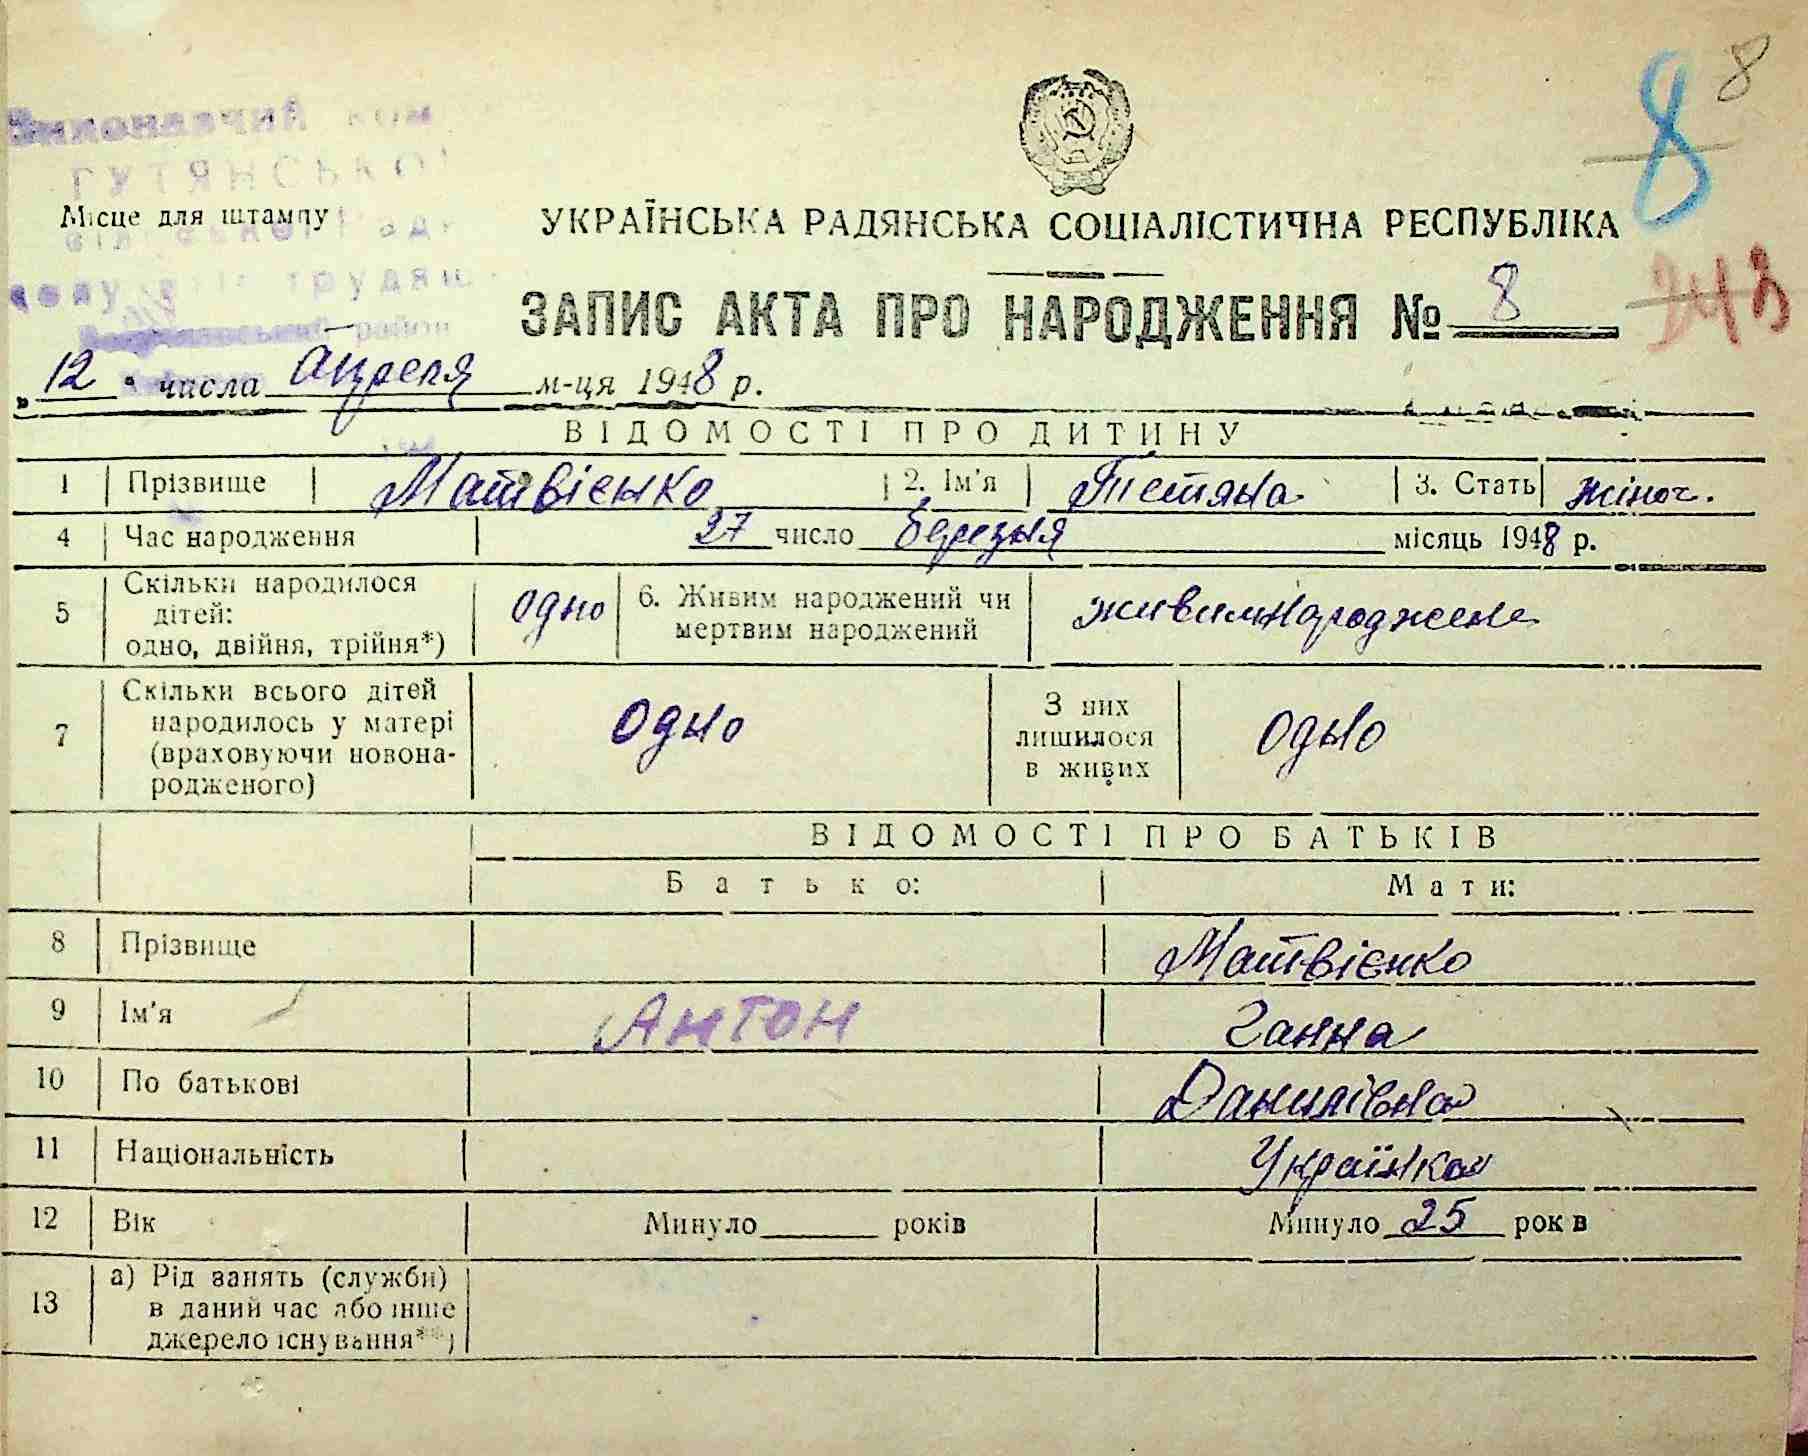 8
8
Виконавчий ком
ГУТЯНСЬКОЇ
Місце для штампу
УКРАЇНСЬКА РАДЯНСЬКА СОЦІАЛІСТИЧНА РЕСПУБЛІКА
ЗАПИС АКТА ПРО НАРОДЖЕННЯ № 8
243
район
„12" числа Апреля м-ця 1948 р.
ВІДОМОСТІ ПРО ДИТИНУ
1 Прізвище Матвієнко 2. Ім'я Тетяна 3. Стать жіноч.
4 Час народження 27 число березня місяць 1948 р.
5 Скільки народилося дітей: одно, двійня, трійня*) одно 6. Живим народжений чи мертвим народжений живимнароджене
7 Скільки всього дітей народилось у матері (враховуючи новонародженого) одно З них лишилося в живих одно
ВІДОМОСТІ ПРО БАТЬКІВ
Батько: Мати:
8 Прізвище Матвієнко
9 Ім'я Антон Ганна
10 По батькові Данилівна
11 Національність Українка
12 Вік Минуло років Минуло 25 рок в
13 а) Рід занять (служби) в даний час або інше джерело існування**)